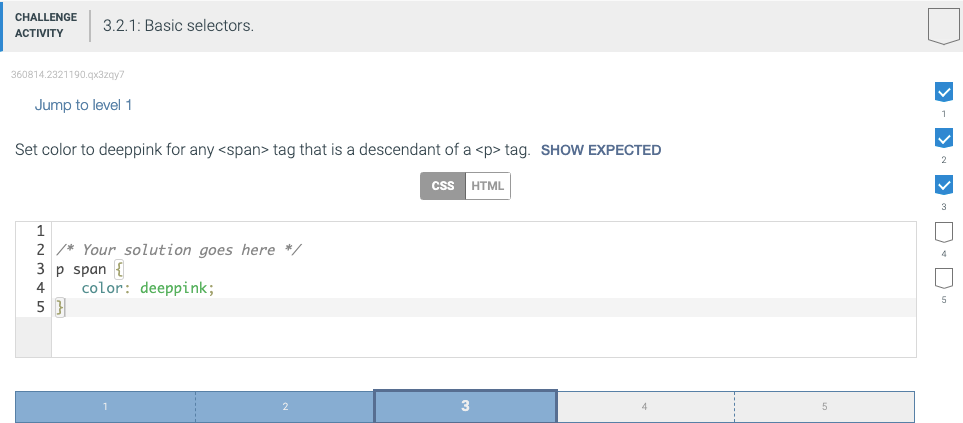 CHALLENGE
ACTIVITY
3.2.1: Basic selectors.
360814.2321190.qx3zqy7
Jump to level 1
Set color to deeppink for any <span> tag that is a descendant of a <p> tag. SHOW EXPECTED
CSS HTML
1
2 /* Your solution goes here */
3 p span {
4    color: deeppink;
5 }
1
2
3
4
5
1 2 3 4 5